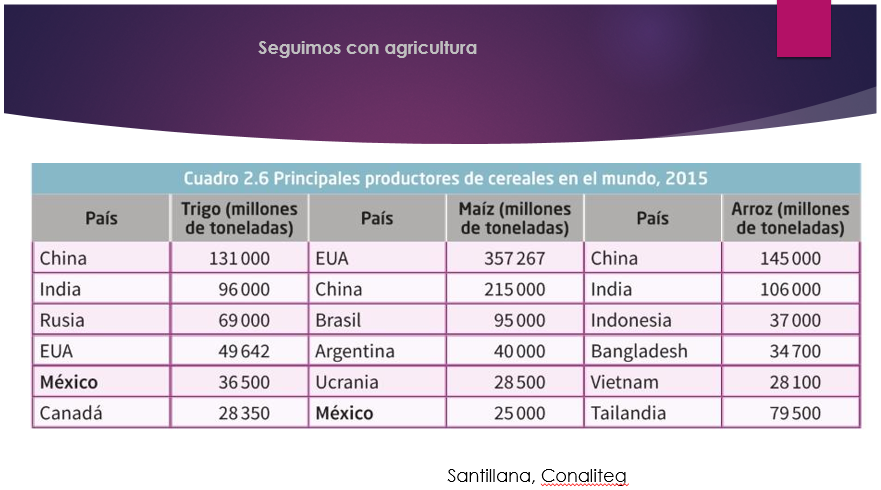 Seguimos con agricultura
Cuadro 2.6 Principales productores de cereales en el mundo, 2015
País Trigo (millones de toneladas) País Maíz (millones de toneladas) País Arroz (millones de toneladas)
China 131 000 EUA 357 267 China 145 000
India 96 000 China 215 000 India 106 000
Rusia 69 000 Brasil 95 000 Indonesia 37 000
EUA 49 642 Argentina 40 000 Bangladesh 34 700
México 36 500 Ucrania 28 500 Vietnam 28 100
Canadá 28 350 México 25 000 Tailandia 79 500
Santillana, Conaliteg